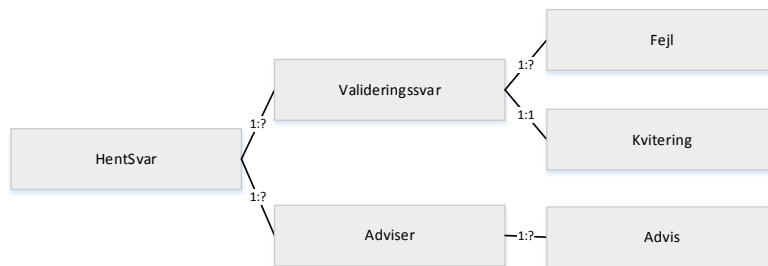 Fejl
1:?
Valideringssvar
1:1
1:?
Kvitering
HentSvar
1:?
Adviser
1:?
Advis